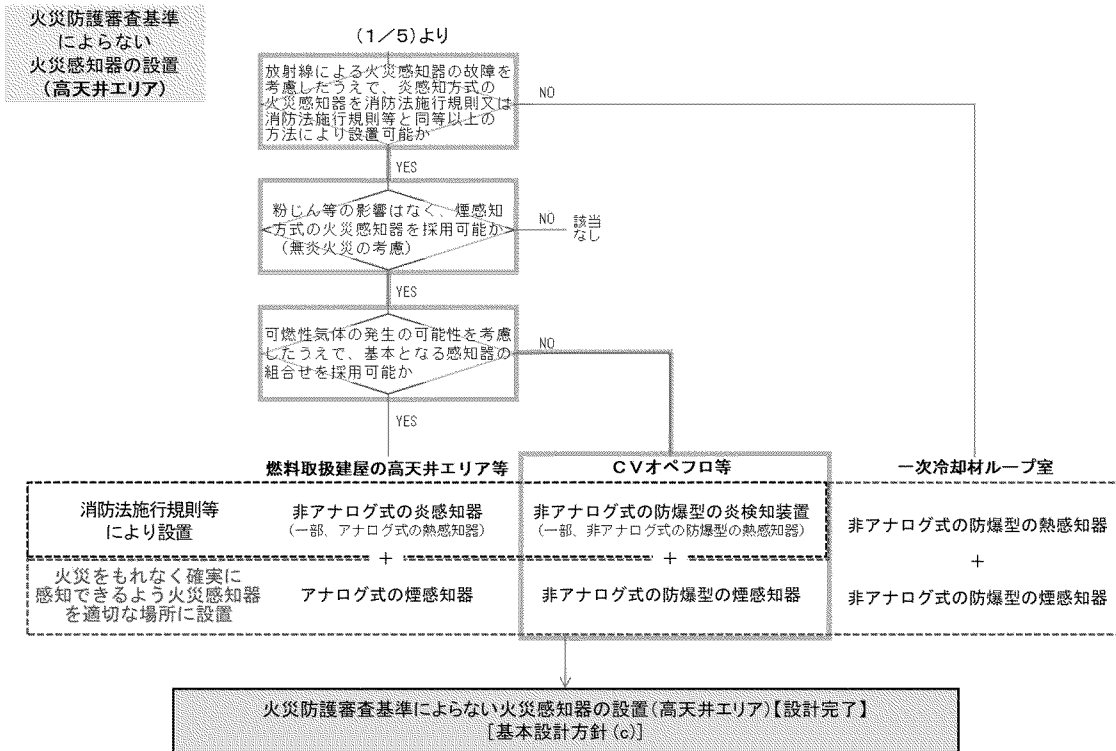 火災防護審査基準
によらない
火災感知器の設置
(高天井エリア)
(1/5)より
放射線による火災感知器の故障を
考慮したうえで、炎感知方式の
火災感知器を消防法施行規則又は
消防法施行規則等と同等以上の
方法により設置可能か
NO
YES
粉じん等の影響はなく、煙感知
方式の火災感知器を採用可能か
(無炎火災の考慮)
NO
該当
なし
YES
可燃性気体の発生の可能性を考慮
したうえで、基本となる感知器の
組合せを採用可能か
NO
YES
燃料取扱建屋の高天井エリア等
CVオペフロ等
一次冷却材ループ室
消防法施行規則等
により設置
非アナログ式の炎感知器
(一部、アナログ式の熱感知器)
非アナログ式の防爆型の炎検知装置
(一部、非アナログ式の防爆型の熱感知器)
非アナログ式の防爆型の熱感知器
+
+
+
火災をもれなく確実に
感知できるよう火災感知器
を適切な場所に設置
アナログ式の煙感知器
非アナログ式の防爆型の煙感知器
非アナログ式の防爆型の煙感知器
火災防護審査基準によらない火災感知器の設置(高天井エリア)【設計完了】
[基本設計方針(c)]